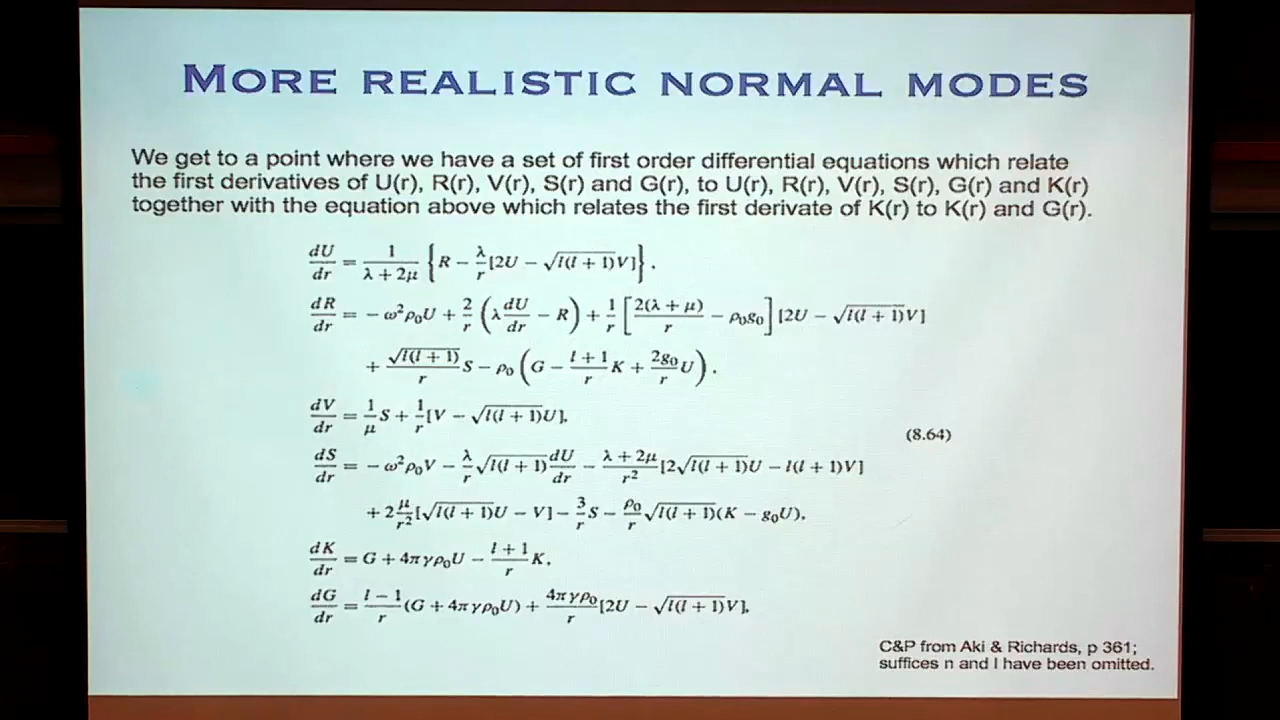 MORE REALISTIC NORMAL MODES
We get to a point where we have a set of first order differential equations which relate
the first derivatives of U(r), R(r), V(r), S(r) and G(r), to U(r), R(r), V(r), S(r), G(r) and K(r)
together with the equation above which relates the first derivate of K(r) to K(r) and G(r).
dU/dr = 1/(λ + 2μ) {R − λ/r [2U − √(l(l + 1))V]},
dR/dr = − ω²ρ₀U + 2/r (λ dU/dr − R) + 1/r [2(λ + μ)/r − ρ₀g₀] [2U − √(l(l + 1))V]
+ √(l(l + 1))/r S − ρ₀ (G − (l + 1)/r K + 2g₀/r U),
dV/dr = 1/μ S + 1/r [V − √(l(l + 1))U],
(8.64)
dS/dr = − ω²ρ₀V − λ/r √(l(l + 1)) dU/dr − (λ + 2μ)/r² [2√(l(l + 1))U − l(l + 1)V]
+ 2 μ/r² [√(l(l + 1))U − V] − 3/r S − ρ₀/r √(l(l + 1))(K − g₀U),
dK/dr = G + 4πγρ₀U − (l + 1)/r K,
dG/dr = (l − 1)/r (G + 4πγρ₀U) + 4πγρ₀/r [2U − √(l(l + 1))V],
C&P from Aki & Richards, p 361;
suffices n and l have been omitted.